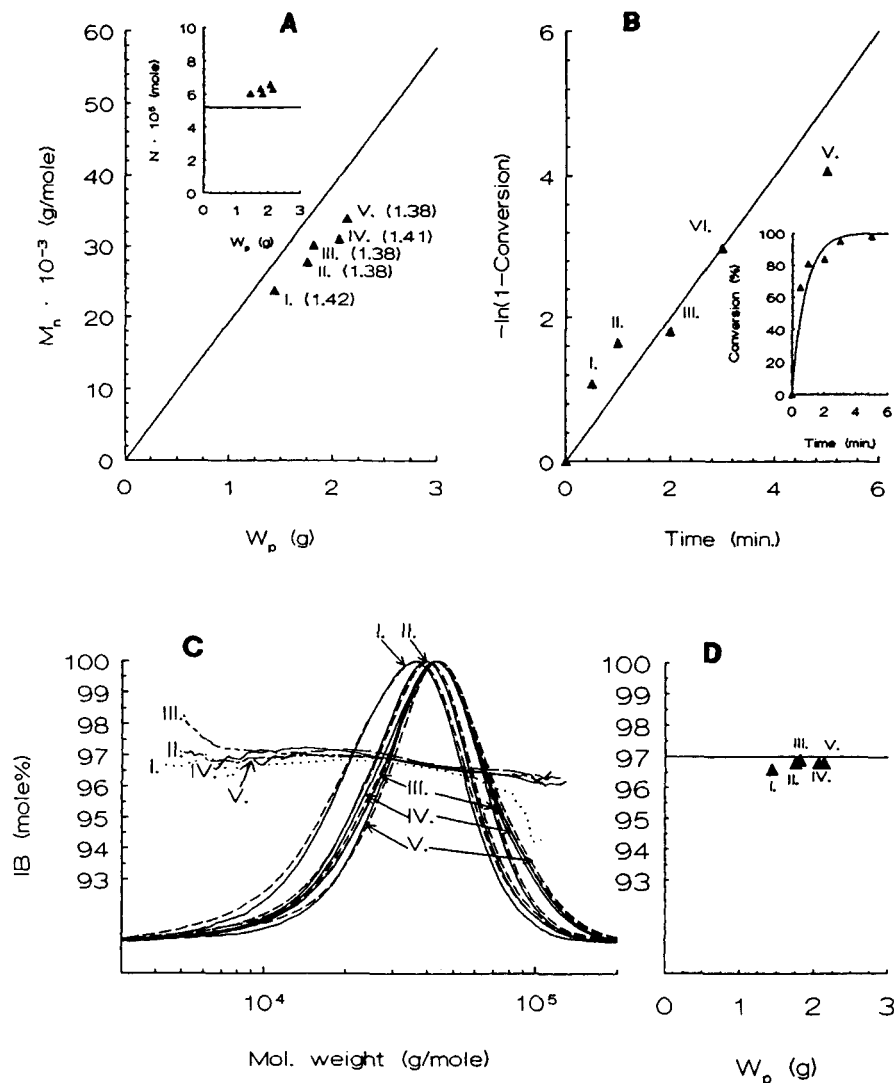 A
60
50
40
30
20
10
0
0
1
2
3
M_n · 10⁻³ (g/mole)
W_p (g)
10
8
6
4
2
0
0
1
2
3
N · 10⁵ (mole)
W_p (g)
V. (1.38)
IV. (1.41)
III. (1.38)
II. (1.38)
I. (1.42)
B
6
4
2
0
0
2
4
6
-ln(1-Conversion)
Time (min.)
I.
II.
III.
VI.
V.
100
80
60
40
20
0
0
2
4
6
Conversion (%)
Time (min.)
C
100
99
98
97
96
95
94
93
IB (mole%)
10⁴
10⁵
Mol. weight (g/mole)
I.
II.
III.
II.
I.
IV.
V.
III.
IV.
V.
D
100
99
98
97
96
95
94
93
0
1
2
3
W_p (g)
III.
V.
I.
II.
IV.